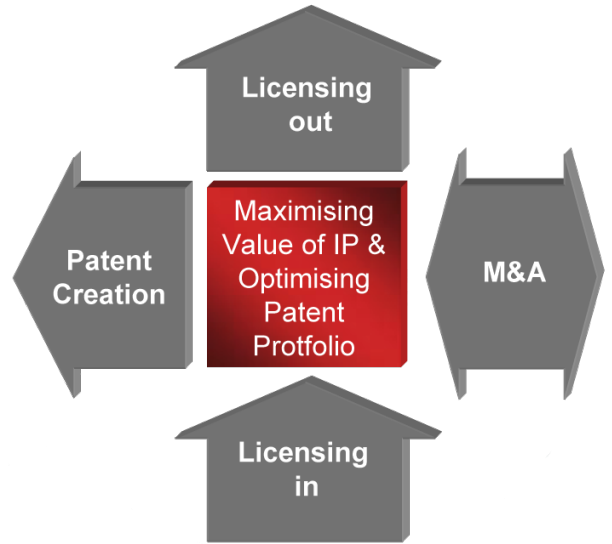 Licensing
out
Patent
Creation
Maximising
Value of IP &
Optimising
Patent
Protfolio
M&A
Licensing
in